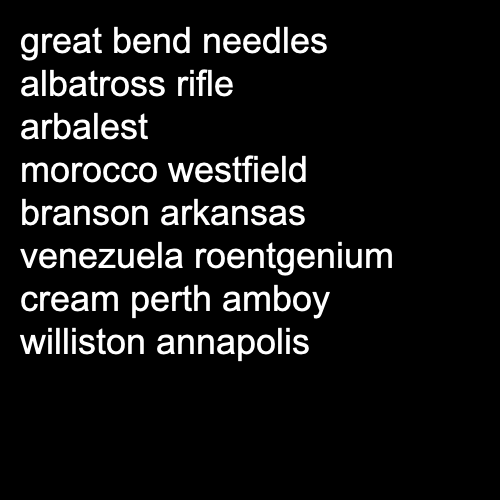 great bend needles
albatross rifle
arbalest
morocco westfield
branson arkansas
venezuela roentgenium
cream perth amboy
williston annapolis